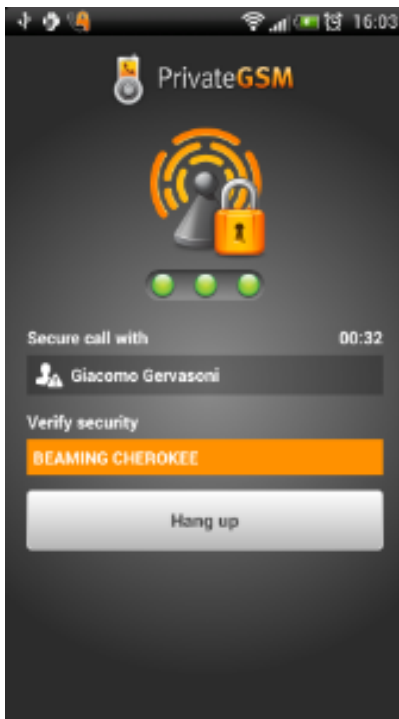 16:03
PrivateGSM
Secure call with 00:32
Giacomo Gervasoni
Verify security
BEAMING CHEROKEE
Hang up